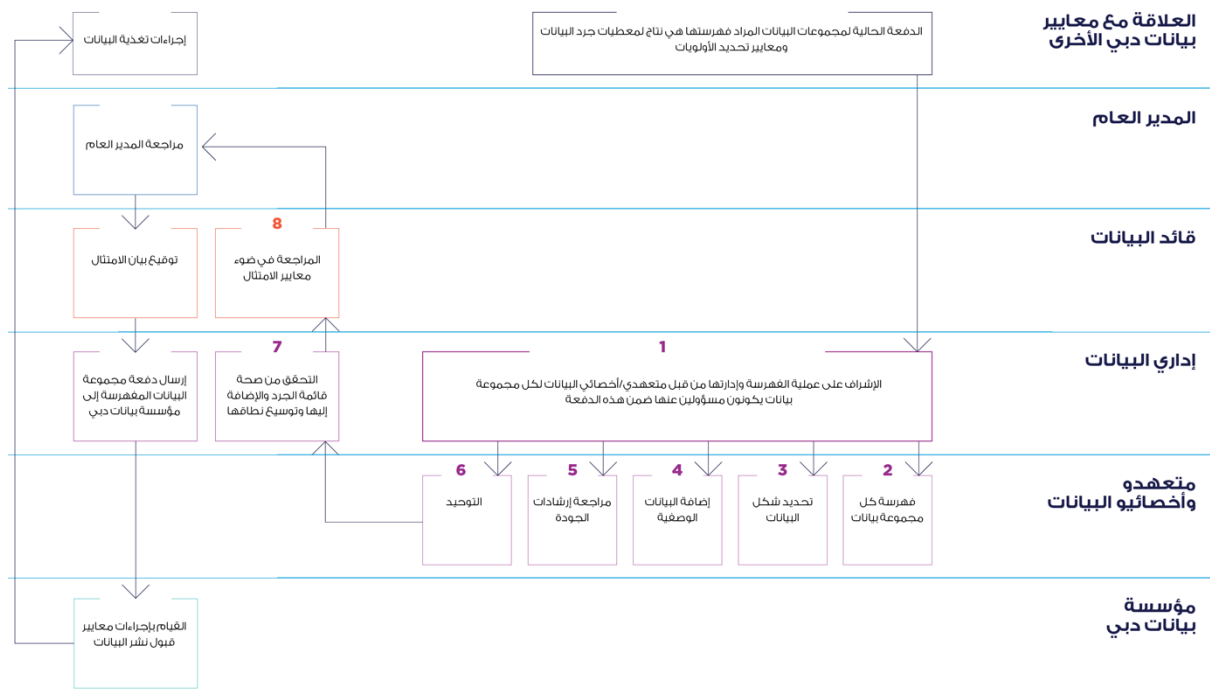 العلاقة مع معايير
بيانات دبي الأخرى
الدفعة الحالية لمجموعات البيانات المراد فهرستها هي نتاج لمعطيات جرد البيانات
ومعايير تحديد الأولويات
إجراءات تغذية البيانات
المدير العام
مراجعة المدير العام
قائد البيانات
8
المراجعة في ضوء
معايير الامتثال
توقيع بيان الامتثال
إداري البيانات
1
الإشراف على عملية الفهرسة وإدارتها من قبل متعهدي/أخصائي البيانات لكل مجموعة
بيانات يكونون مسؤولين عنها ضمن هذه الدفعة
7
التحقق من صحة
قائمة الجرد والإضافة
إليها وتوسيع نطاقها
إرسال دفعة مجموعة
البيانات المفهرسة إلى
مؤسسة بيانات دبي
متعهدو
وأخصائيو البيانات
2
فهرسة كل
مجموعة بيانات
3
تحديد شكل
البيانات
4
إضافة البيانات
الوصفية
5
مراجعة إرشادات
الجودة
6
التوحيد
مؤسسة
بيانات دبي
القيام بإجراءات معايير
قبول نشر البيانات